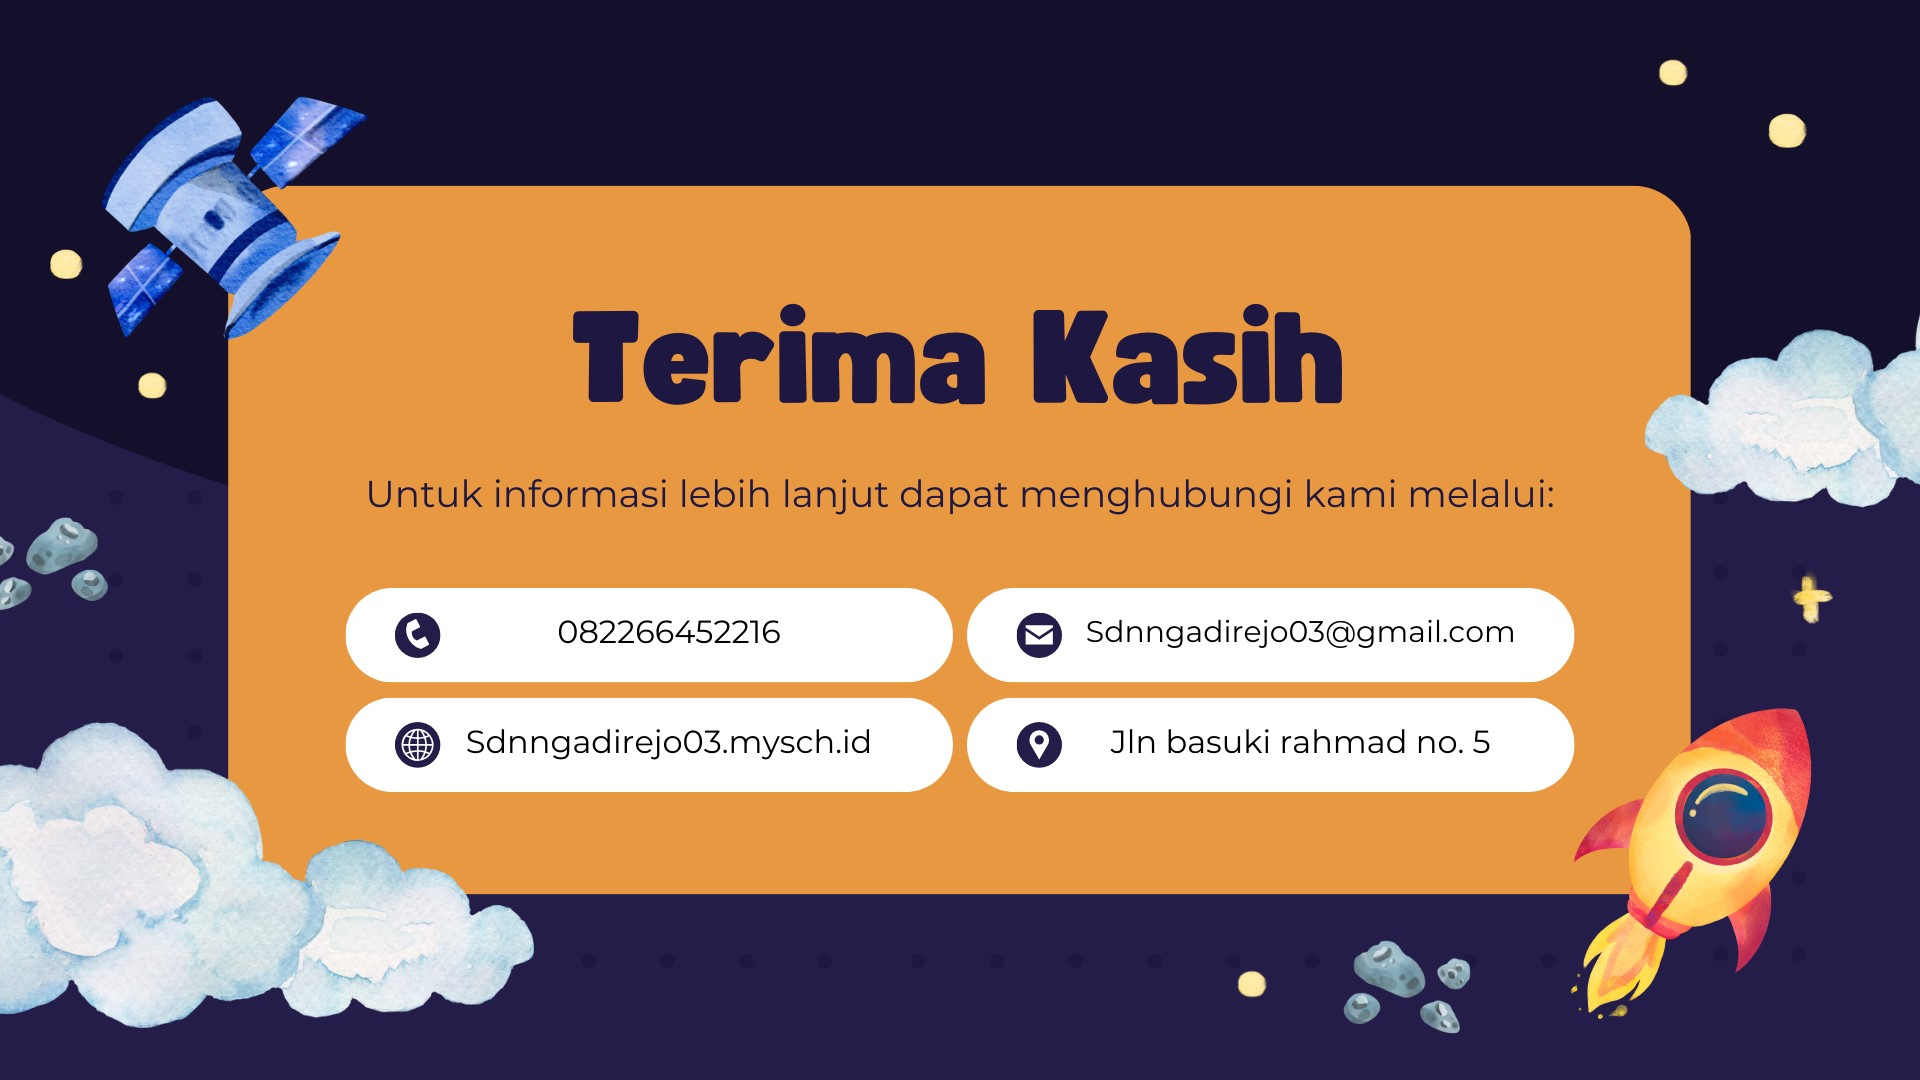 Terima Kasih
Untuk informasi lebih lanjut dapat menghubungi kami melalui:
082266452216
Sdnngadirejo03@gmail.com
Sdnngadirejo03.mysch.id
Jln basuki rahmad no. 5